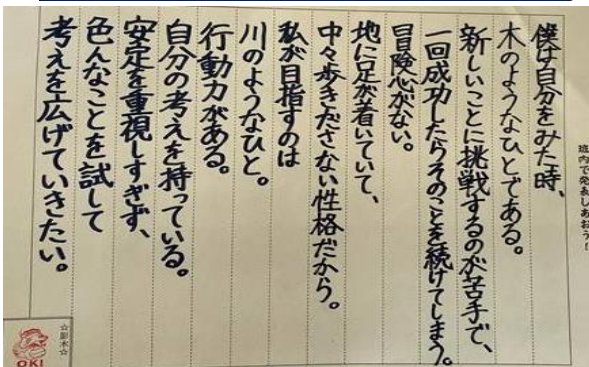 僕は自分をみた時、
木のようなひとである。
新しいことに挑戦するのが苦手で、
一回成功したらそのことを続けてしまう。
冒険心がない。
地に足が着いていて、
中々歩きださない性格だから。
私が目指すのは
川のようなひと。
行動力がある。
自分の考えを持っている。
安定を重視しすぎず、
色んなことを試して
考えを広げていきたい。
班内で発表しあおう!
OKI